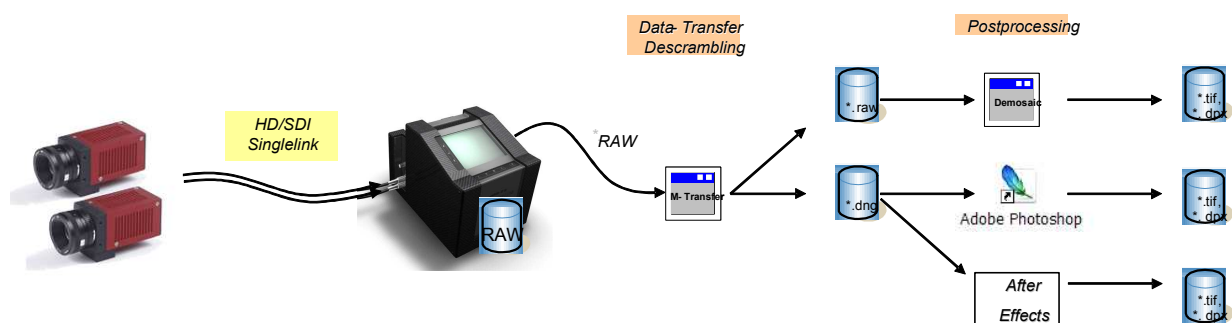 Data- Transfer
Descrambling
Postprocessing
HD/SDI
Singlelink
*RAW
RAW
M- Transfer
*.raw
Demosaic
*.tif,
*. dpx
*.dng
Adobe Photoshop
*.tif,
*. dpx
After
Effects
*.tif,
*. dpx